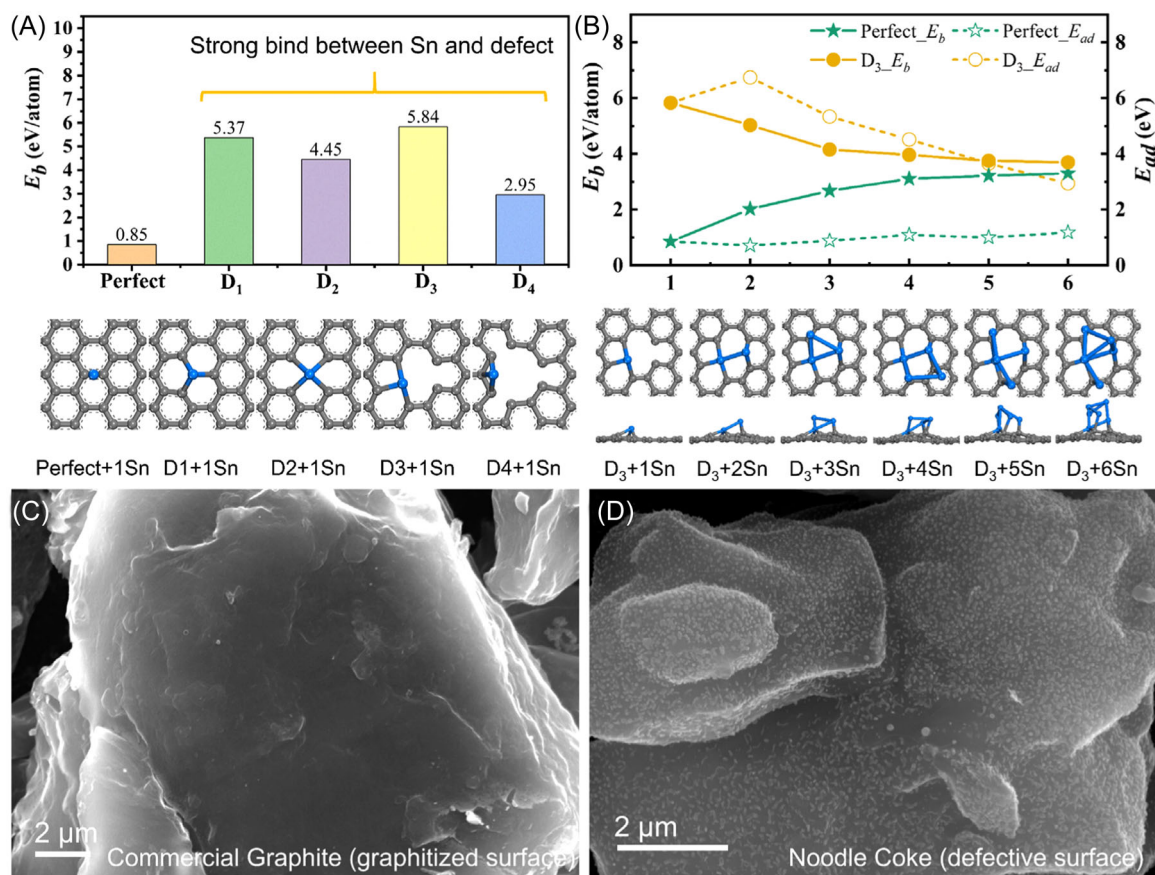 (A)
Strong bind between Sn and defect
E_b (eV/atom)
10
9
8
7
6
5
4
3
2
1
0
0.85
5.37
4.45
5.84
2.95
Perfect
D₁
D₂
D₃
D₄
Perfect+1Sn
D1+1Sn
D2+1Sn
D3+1Sn
D4+1Sn
(B)
Perfect_E_b
Perfect_E_ad
D₃_E_b
D₃_E_ad
E_b (eV/atom)
8
6
4
2
0
E_ad (eV)
8
6
4
2
0
1 2 3 4 5 6
D₃+1Sn
D₃+2Sn
D₃+3Sn
D₃+4Sn
D₃+5Sn
D₃+6Sn
(C)
2 μm
Commercial Graphite (graphitized surface)
(D)
2 μm
Noodle Coke (defective surface)